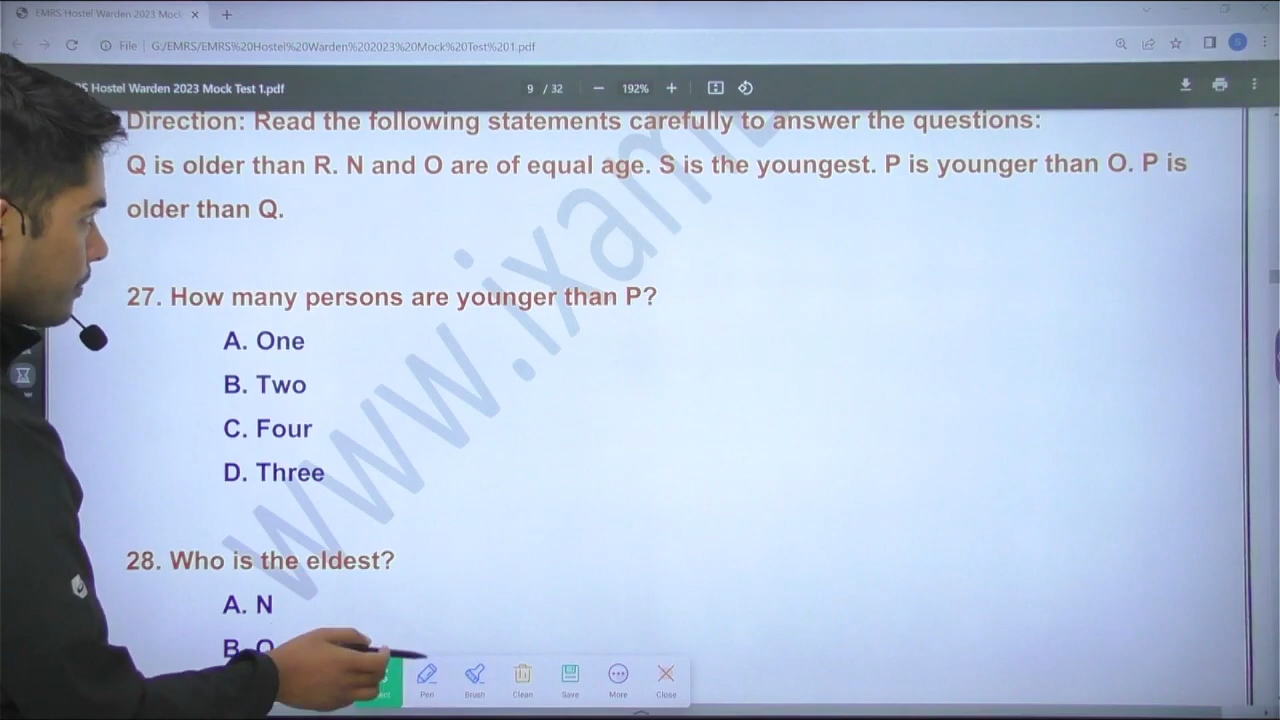 EMRS Hostel Warden 2023 Mock
File G:/EMRS/EMRS%20Hostel%20Warden%202023%20Mock%20Test%201.pdf
Hostel Warden 2023 Mock Test 1.pdf 9 / 32 192%
Direction: Read the following statements carefully to answer the questions:
Q is older than R. N and O are of equal age. S is the youngest. P is younger than O. P is
older than Q.
27. How many persons are younger than P?
A. One
B. Two
C. Four
D. Three
28. Who is the eldest?
A. N
B.
Pen Brush Clean Save More Close
www.ixam